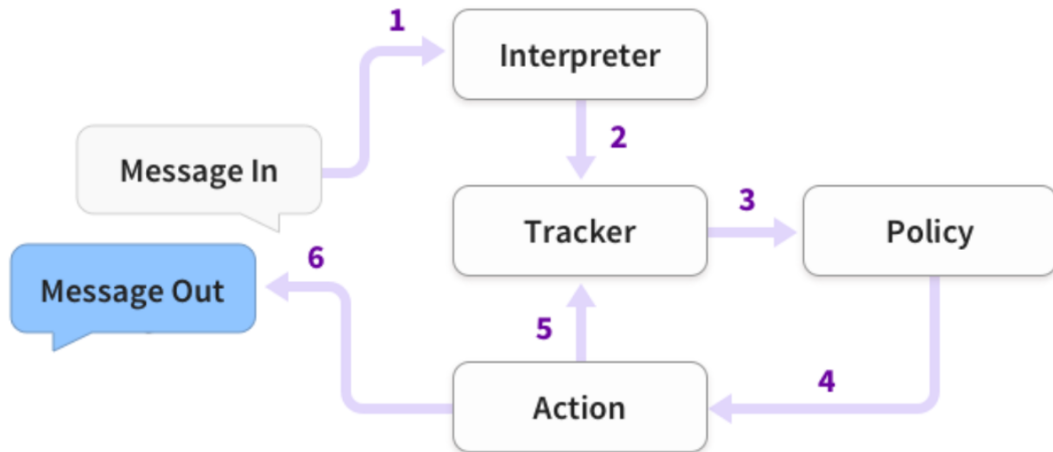 1
Interpreter
2
Message In
3
Tracker
Policy
6
Message Out
5
4
Action